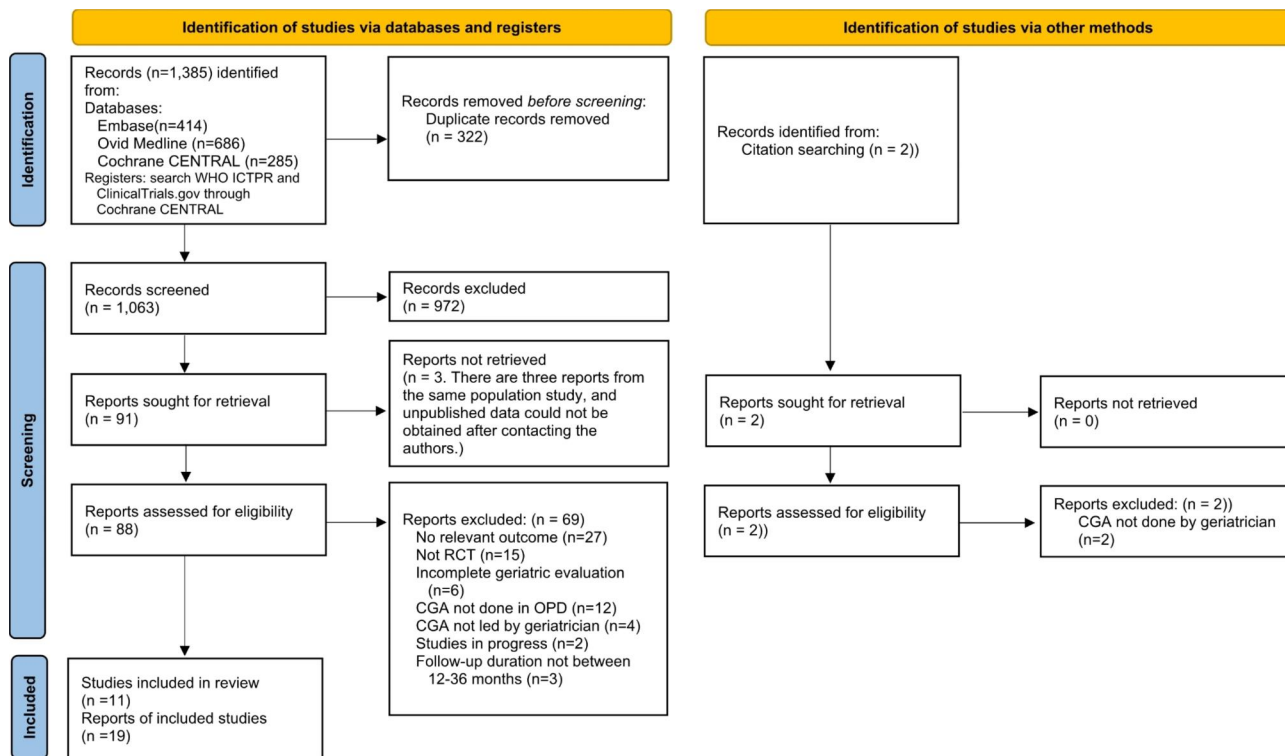 Identification of studies via databases and registers
Identification of studies via other methods
Identification
Records (n=1,385) identified
from:
Databases:
Embase(n=414)
Ovid Medline (n=686)
Cochrane CENTRAL (n=285)
Registers: search WHO ICTPR and
ClinicalTrials.gov through
Cochrane CENTRAL
Records removed before screening:
Duplicate records removed
(n = 322)
Records identified from:
Citation searching (n = 2))
Screening
Records screened
(n = 1,063)
Records excluded
(n = 972)
Reports sought for retrieval
(n = 91)
Reports not retrieved
(n = 3. There are three reports from
the same population study, and
unpublished data could not be
obtained after contacting the
authors.)
Reports sought for retrieval
(n = 2)
Reports not retrieved
(n = 0)
Reports assessed for eligibility
(n = 88)
Reports excluded: (n = 69)
No relevant outcome (n=27)
Not RCT (n=15)
Incomplete geriatric evaluation
(n=6)
CGA not done in OPD (n=12)
CGA not led by geriatrician (n=4)
Studies in progress (n=2)
Follow-up duration not between
12-36 months (n=3)
Reports assessed for eligibility
(n = 2))
Reports excluded: (n = 2))
CGA not done by geriatrician
(n=2)
Included
Studies included in review
(n =11)
Reports of included studies
(n =19)